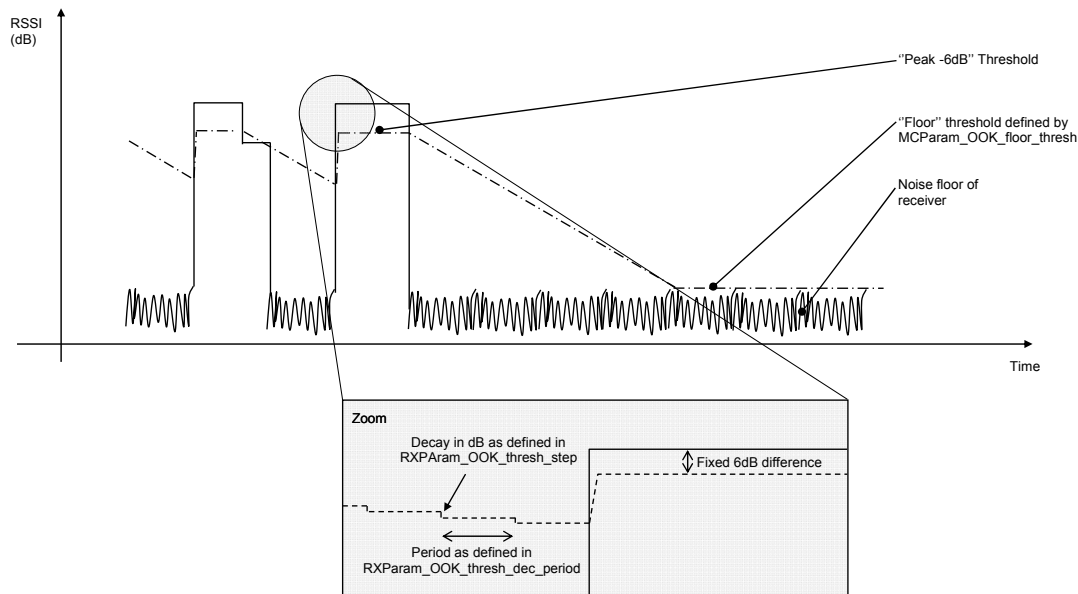 RSSI
(dB)
‘'Peak -6dB’' Threshold
‘'Floor’' threshold defined by
MCParam_OOK_floor_thresh
Noise floor of
receiver
Time
Zoom
Decay in dB as defined in
RXPAram_OOK_thresh_step
Fixed 6dB difference
Period as defined in
RXParam_OOK_thresh_dec_period